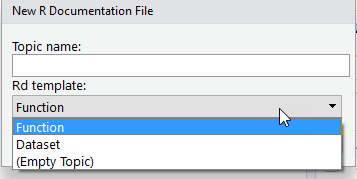 New R Documentation File
Topic name:
Rd template:
Function
Function
Dataset
(Empty Topic)